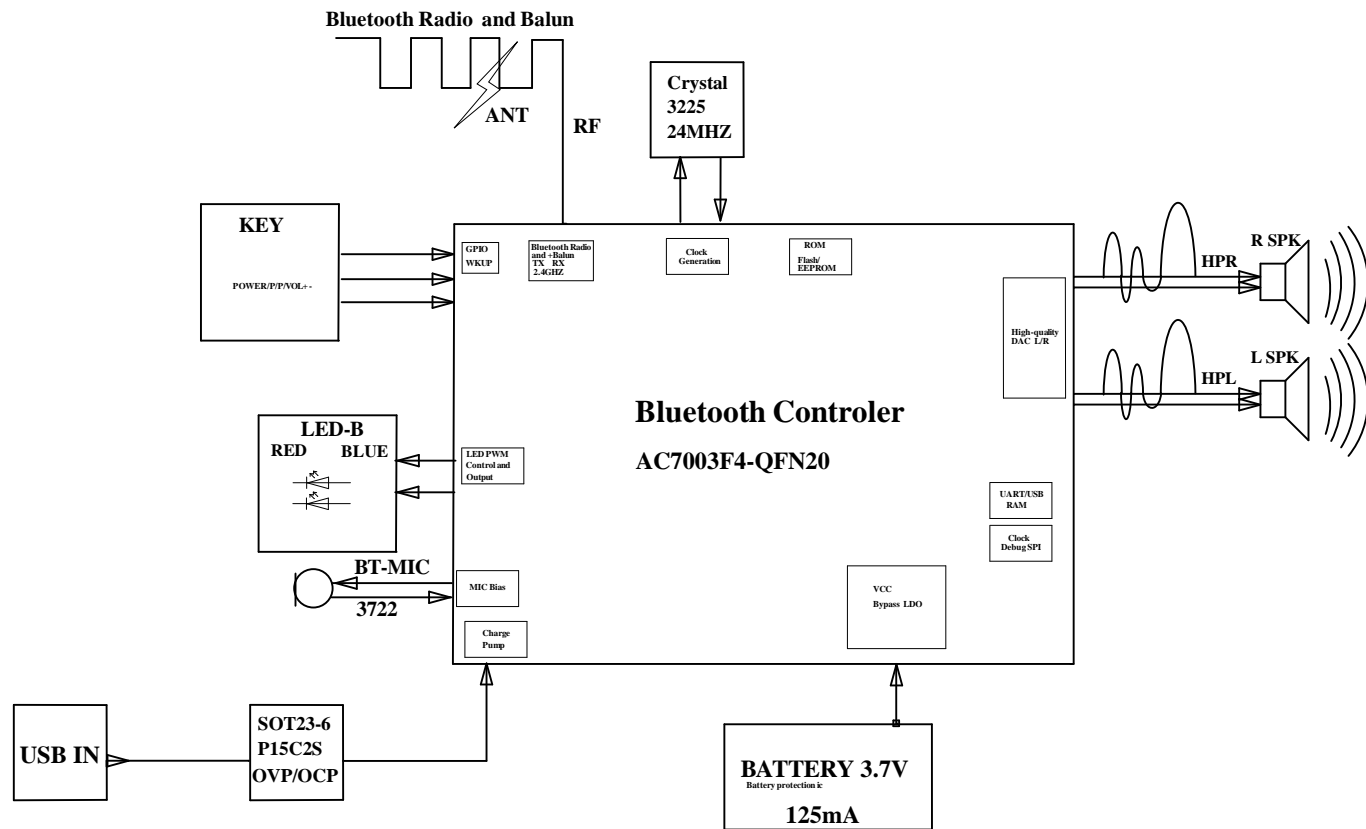 Bluetooth Radio and Balun
ANT
RF
Crystal
3225
24MHZ
KEY
POWER/P/P/VOL+-
GPIO
WKUP
Bluetooth Radio
and +Balun
TX RX
2.4GHZ
Clock
Generation
ROM
Flash/
EEPROM
R SPK
HPR
High-quality
DAC L/R
L SPK
HPL
Bluetooth Controler
AC7003F4-QFN20
LED-B
RED BLUE
LED PWM
Control and
Output
UART/USB
RAM
Clock
Debug SPI
BT-MIC
3722
MIC Bias
VCC
Bypass LDO
Charge
Pump
USB IN
SOT23-6
P15C2S
OVP/OCP
BATTERY 3.7V
Battery protection ic
125mA